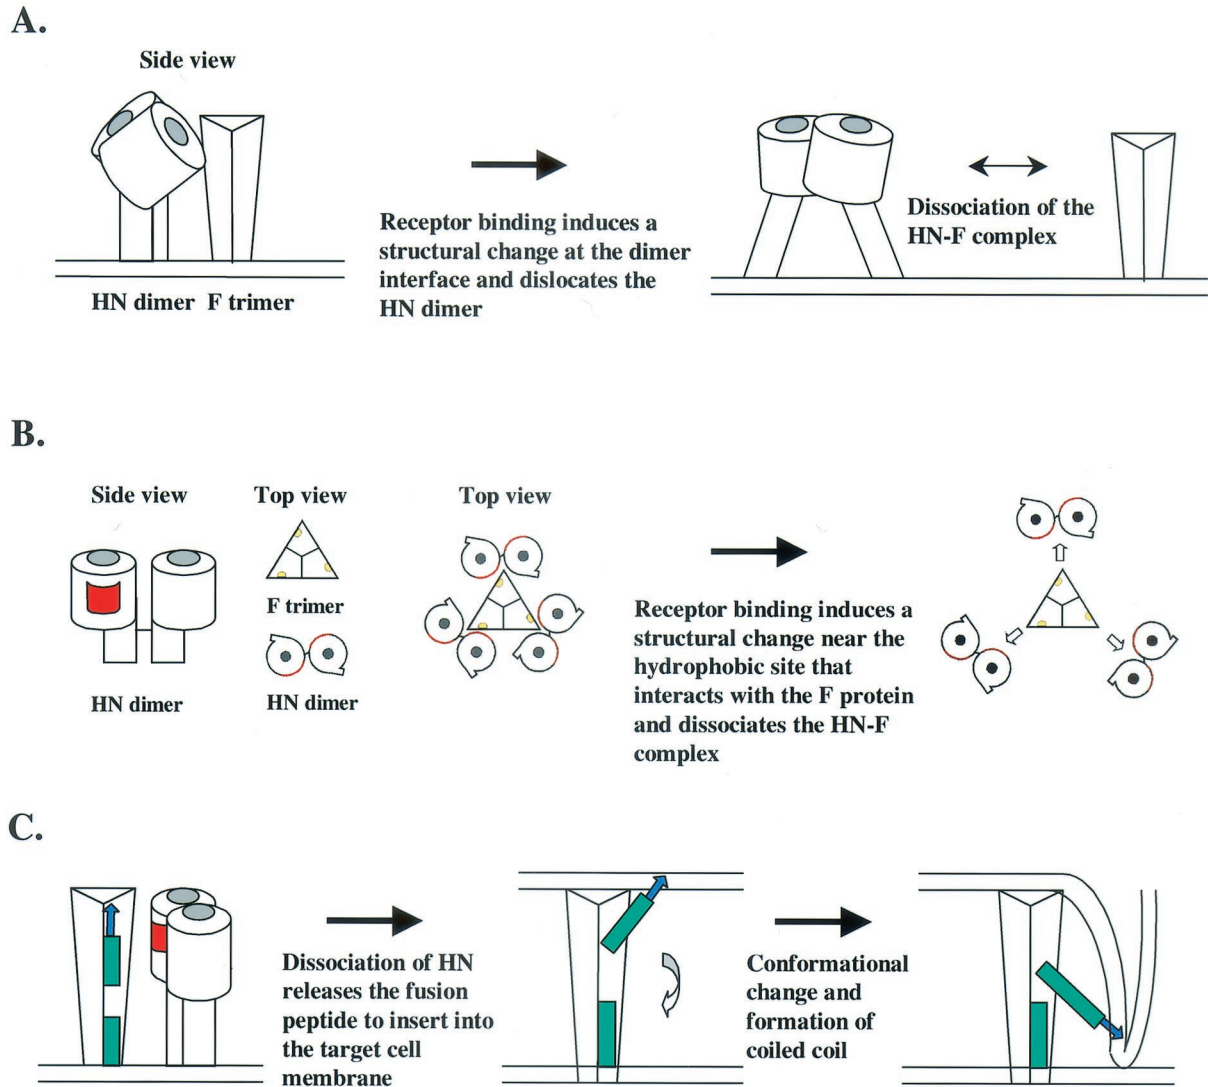 A.
Side view
HN dimer F trimer
Receptor binding induces a
structural change at the dimer
interface and dislocates the
HN dimer
Dissociation of the
HN-F complex
B.
Side view
HN dimer
Top view
F trimer
HN dimer
Top view
Receptor binding induces a
structural change near the
hydrophobic site that
interacts with the F protein
and dissociates the HN-F
complex
C.
Dissociation of HN
releases the fusion
peptide to insert into
the target cell
membrane
Conformational
change and
formation of
coiled coil